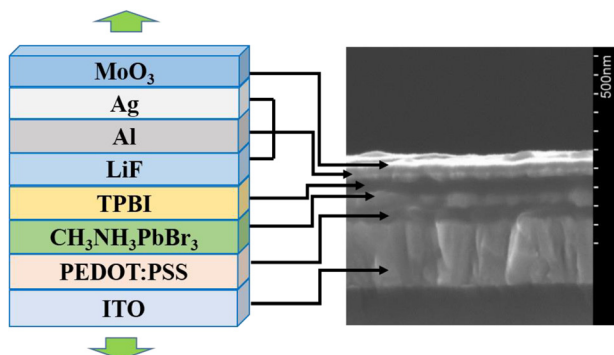 MoO₃
Ag
Al
LiF
TPBI
CH₃NH₃PbBr₃
PEDOT:PSS
ITO
500nm